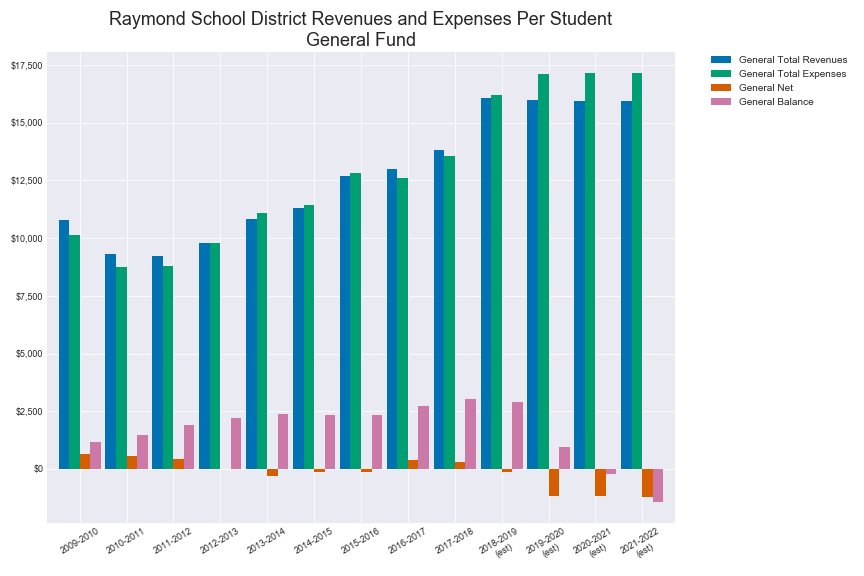 Raymond School District Revenues and Expenses Per Student
General Fund
General Total Revenues
General Total Expenses
General Net
General Balance
$17,500
$15,000
$12,500
$10,000
$7,500
$5,000
$2,500
$0
2009-2010
2010-2011
2011-2012
2012-2013
2013-2014
2014-2015
2015-2016
2016-2017
2017-2018
2018-2019
(est)
2019-2020
(est)
2020-2021
(est)
2021-2022
(est)